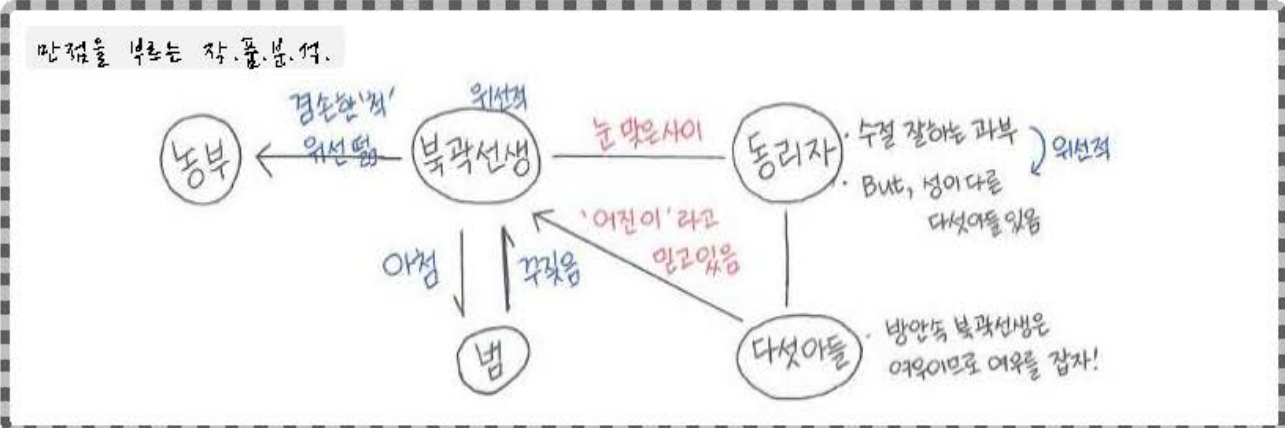 만점을 부르는 작.품.분.석.
겸손한 '척'
위선떪
위선적
농부
북곽선생
눈 맞은사이
동리자
· 수절 잘하는 과부
· But, 성이 다른
다섯아들 있음
위선적
아첨
꾸짖음
'어진이'라고
믿고있음
범
다섯아들
· 방안속 북곽선생은
여우이므로 여우를 잡자!